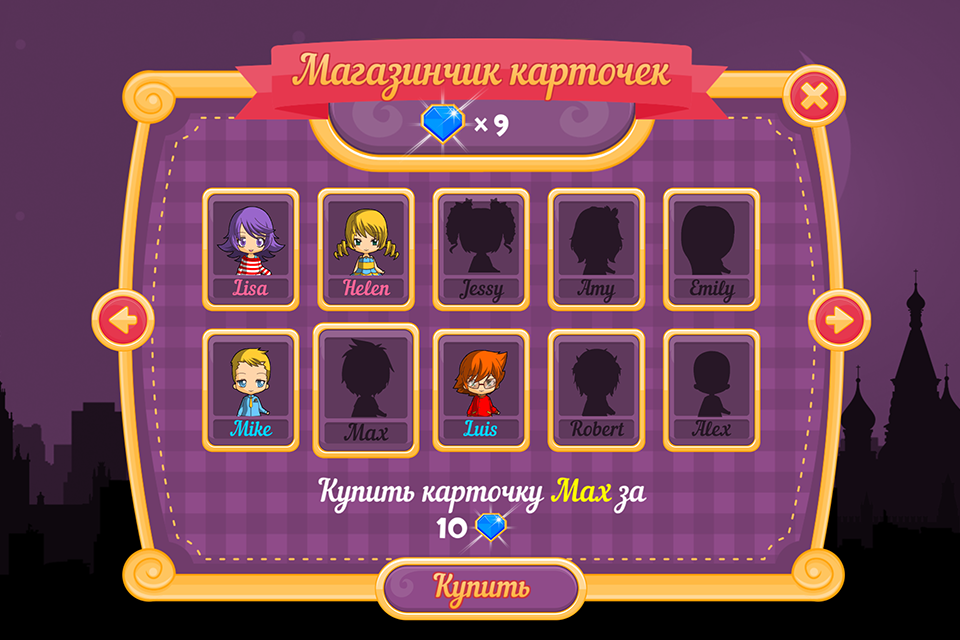 Магазинчик карточек
× 9
Lisa
Helen
Jessy
Amy
Emily
Mike
Max
Luis
Robert
Alex
Купить карточку Max за
10
Купить